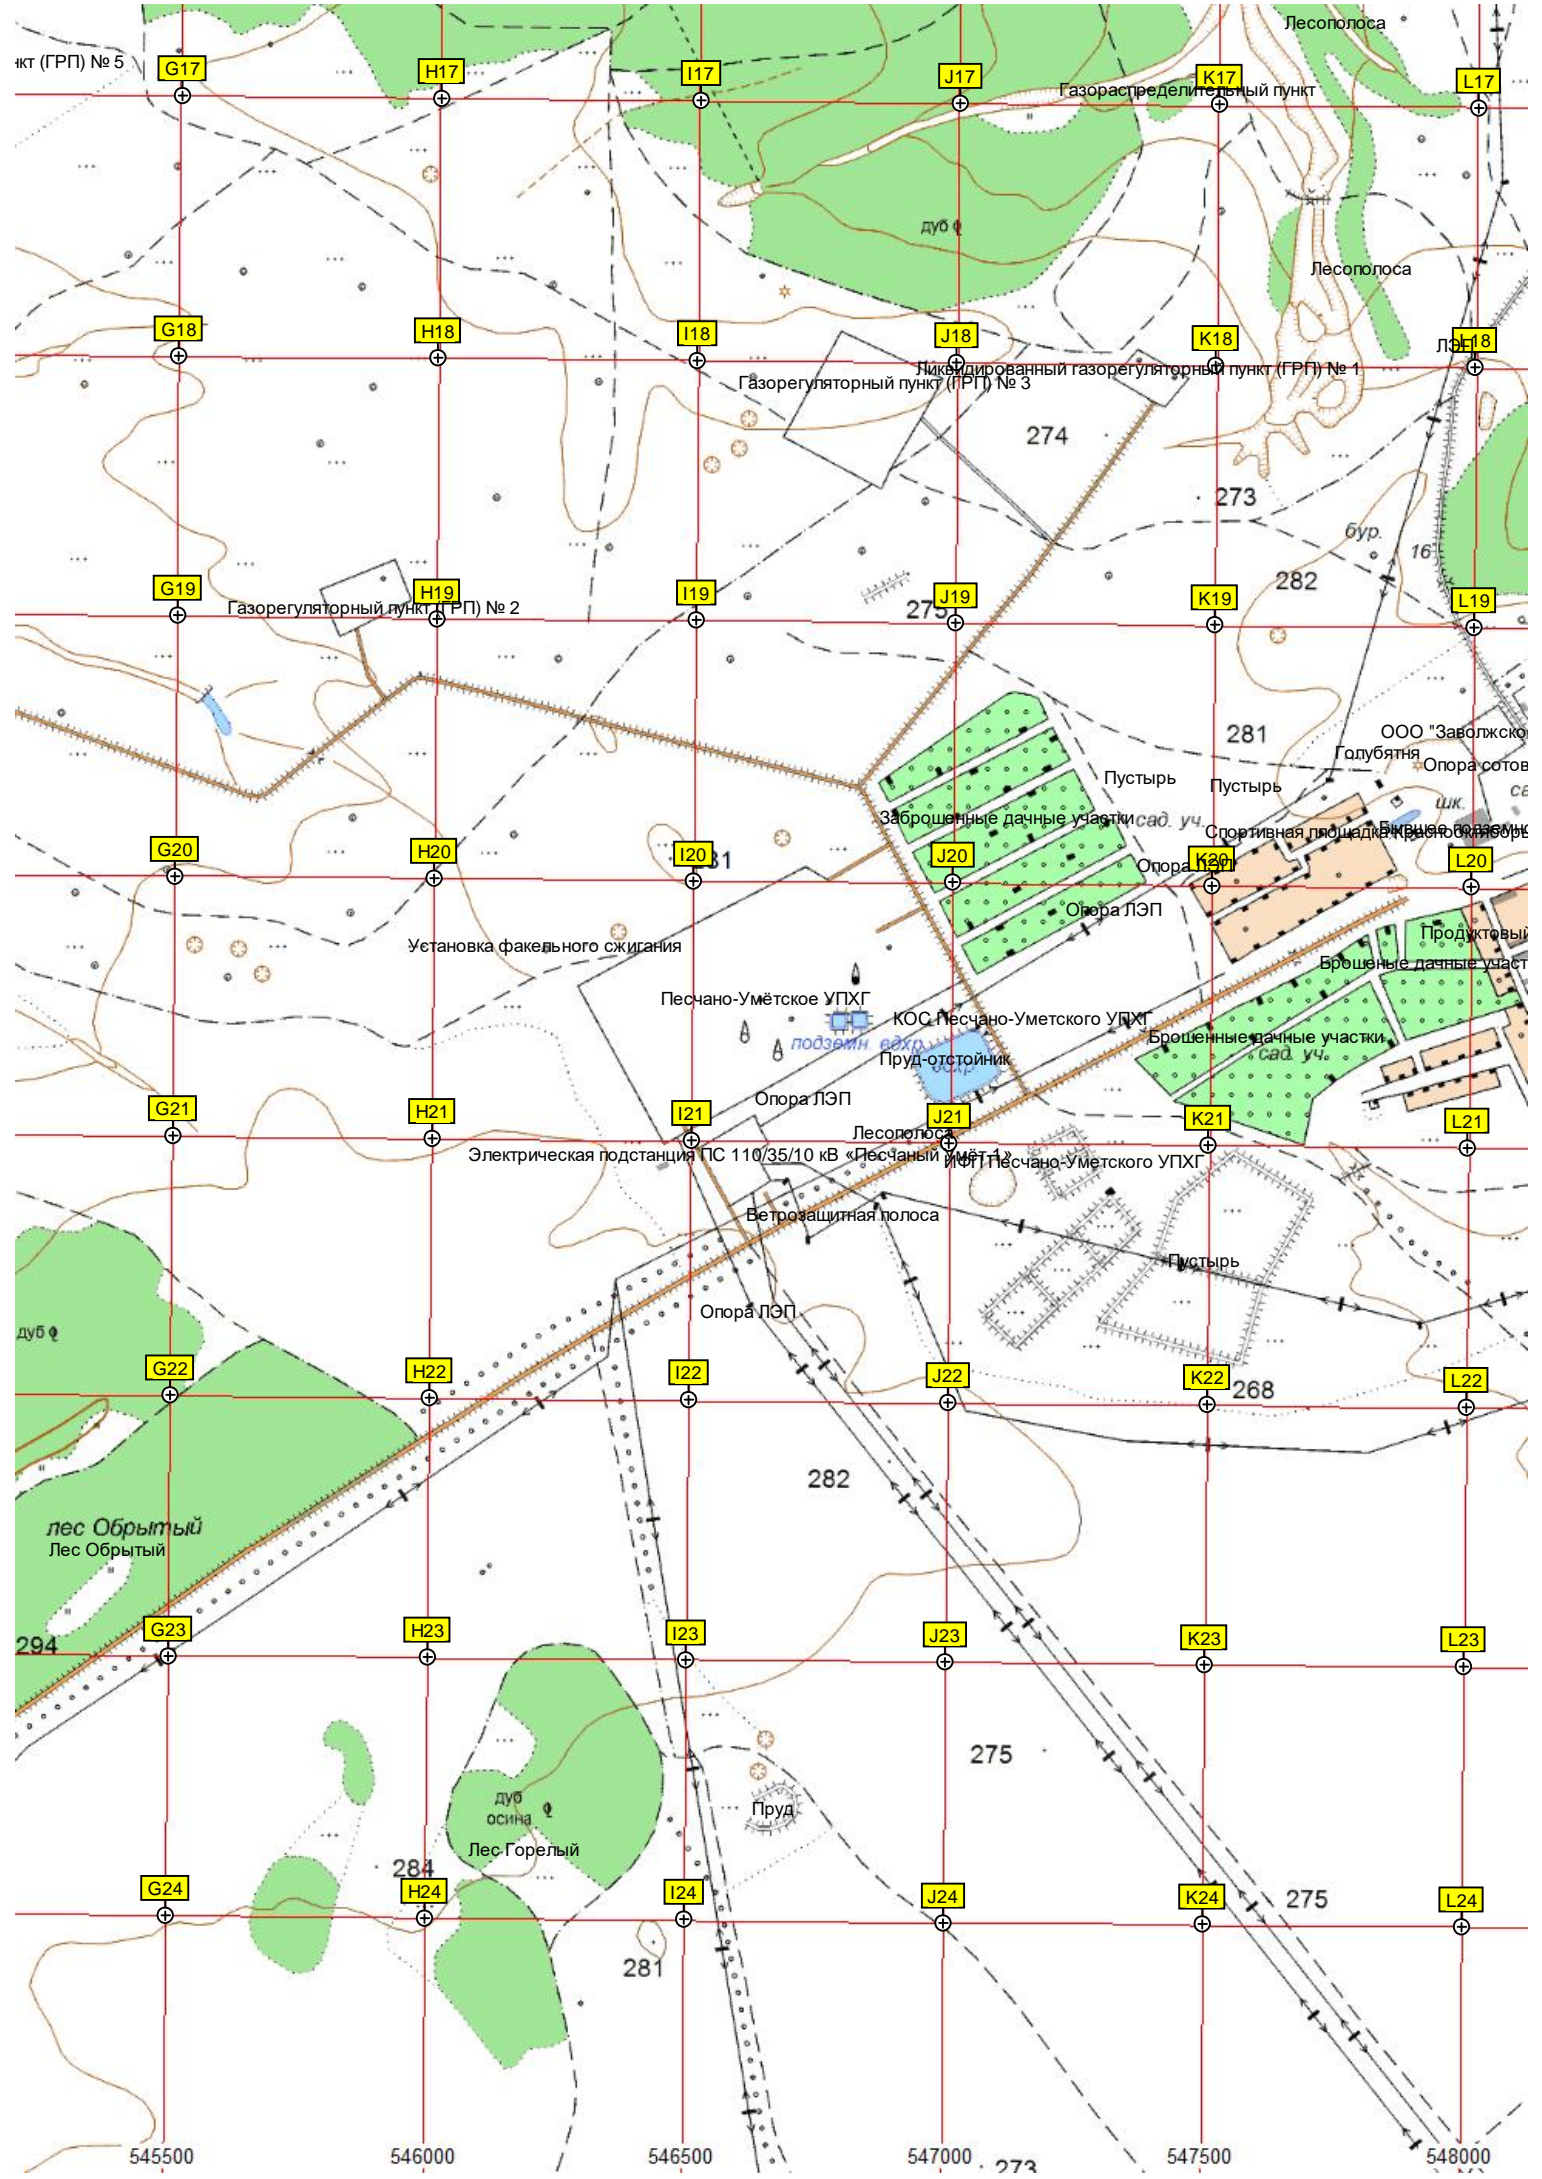 Лесополоса
нкт (ГРП) № 5
G17
H17
I17
J17
K17
L17
Газораспределительный пункт
дуб
Лесополоса
G18
H18
I18
J18
K18
L18
ЛЭП
Ликвидированный газорегуляторный пункт (ГРП) № 1
Газорегуляторный пункт (ГРП) № 3
274
273
бур.
16
282
G19
H19
I19
J19
K19
L19
Газорегуляторный пункт (ГРП) № 2
275
281
ООО "Заволжско
Голубятня
Опора сотов
Пустырь
Пустырь
шк.
са
Заброшенные дачные участки
сад. уч.
Спортивная площадка
G20
H20
I20
J20
K20
L20
Опора ЛЭП
Опора ЛЭП
Продуктовый
Установка факельного сжигания
Брошеные дачные участ
Песчано-Умётское УПХГ
КОС Песчано-Уметского УПХГ
подземн. вдхр.
Брошенные дачные участки
сад. уч.
Пруд-отстойник
вдхр.
Опора ЛЭП
G21
H21
I21
J21
K21
L21
Лесополоса
Электрическая подстанция ПС 110/35/10 кВ «Песчаный Умёт-1»
Песчано-Уметского УПХГ
Ветрозащитная полоса
Пустырь
Опора ЛЭП
дуб
G22
H22
I22
J22
K22
L22
268
282
лес Обрытый
Лес Обрытый
G23
H23
I23
J23
K23
L23
294
275
дуб
осина
Пруд
Лес Горелый
284
G24
H24
I24
J24
K24
L24
275
281
545500
546000
546500
547000
547500
548000
273